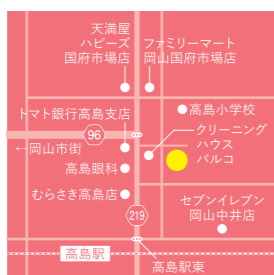 天満屋
ハピーズ
国府市場店
ファミリーマート
岡山国府市場店
トマト銀行高島支店
高島小学校
96
クリーニング
ハウス
パルコ
←岡山市街
高島眼科
むらさき高島店
セブンイレブン
岡山中井店
219
高島駅
高島駅東